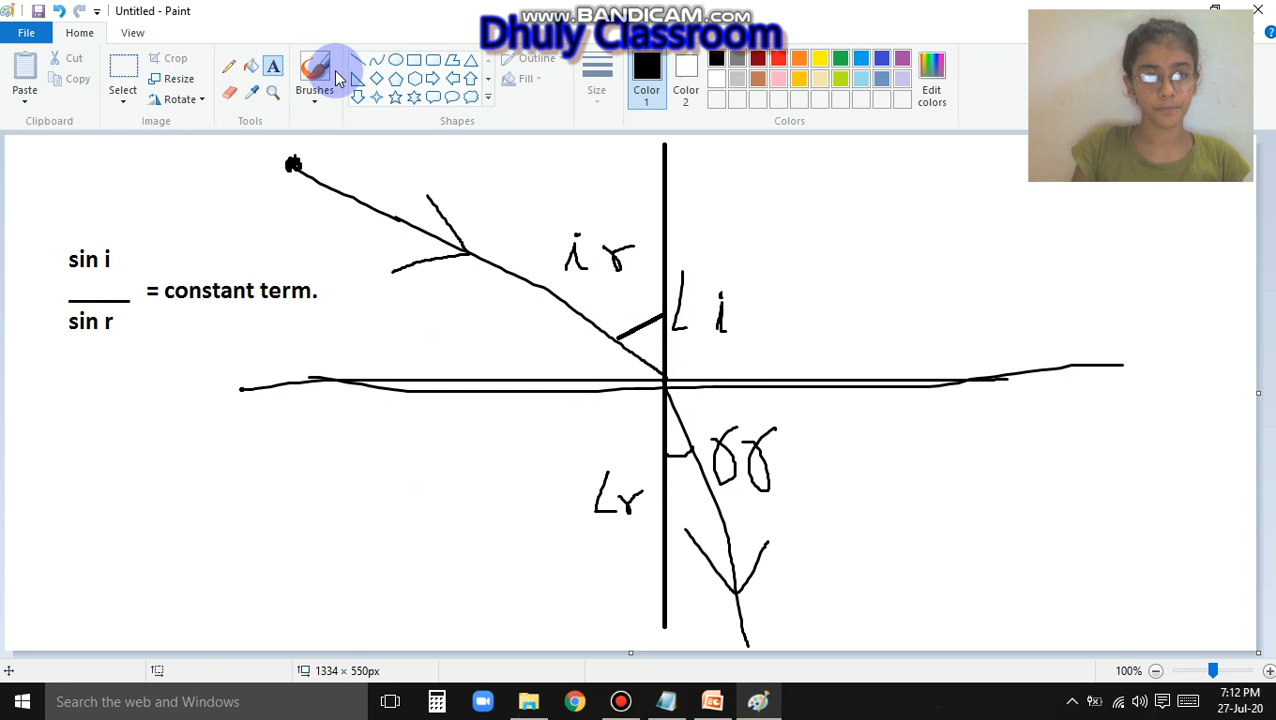 Untitled - Paint
www.BANDICAM.com
Dhuly Classroom
File
Home
View
Paste
Cut
Copy
Clipboard
Select
Crop
Resize
Rotate
Image
A
Tools
Brushes
Outline
Fill
Shapes
Size
Color 1
Color 2
Edit colors
Colors
i r
sin i
= constant term.
sin r
L i
rr
Lr
1334 × 550px
100%
Search the web and Windows
7:12 PM
27-Jul-20